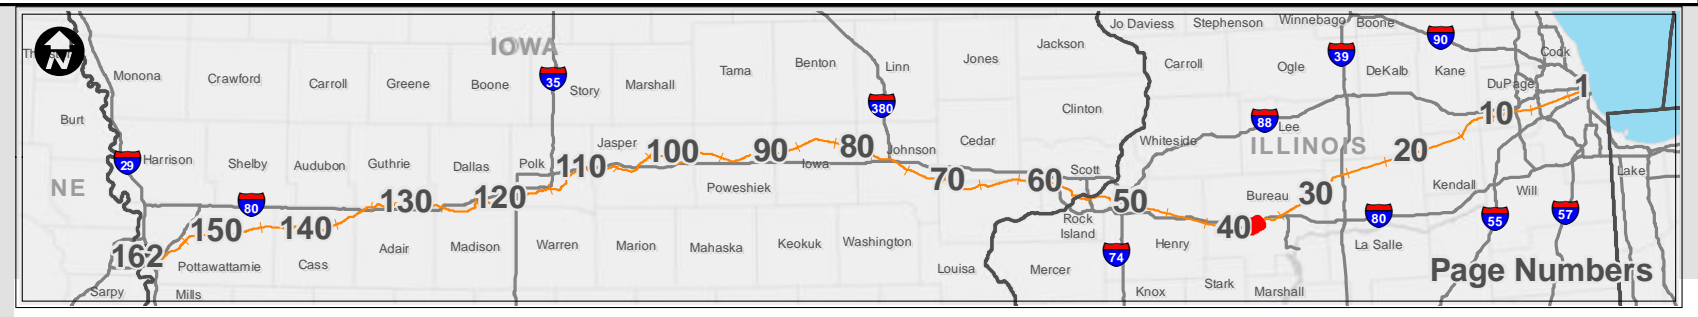 Jo Daviess Stephenson Winnebago Boone
IOWA
Jackson
90
39
Cook
N
Monona Crawford Carroll Greene Boone 35 Story Marshall Tama Benton Linn Jones Carroll Ogle DeKalb Kane
DuPage 1
380
Clinton
10
Burt
88 Lee
Whiteside
ILLINOIS
29 Harrison Shelby Audubon Guthrie Dallas Polk 110 Jasper 100 90 Iowa 80 Johnson Cedar
20
NE
Poweshiek
70 60 Scott
Lake
80
130 120
50
Bureau 30
Kendall Will
150 140
Rock
Island
40
80
55 57
162
Pottawattamie Cass Adair Madison Warren Marion Mahaska Keokuk Washington
Henry
La Salle
74
Louisa Mercer
Page Numbers
Sarpy Mills
Knox Stark Marshall